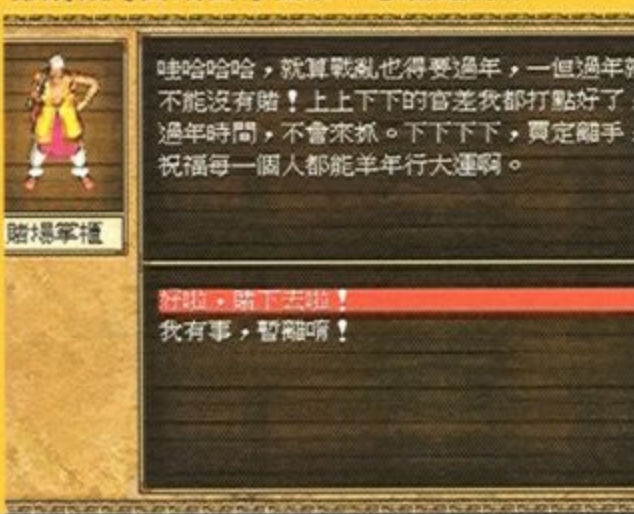 哇哈哈哈，就算戰亂也得要過年，一但過年就
不能沒有賭！上上下下的官差我都打點好了
過年時間，不會來抓。下下下下，買定離手
祝福每一個人都能羊年行大運啊。
賭場掌櫃
好啦，賭下去啦！
我有事，暫離唷！